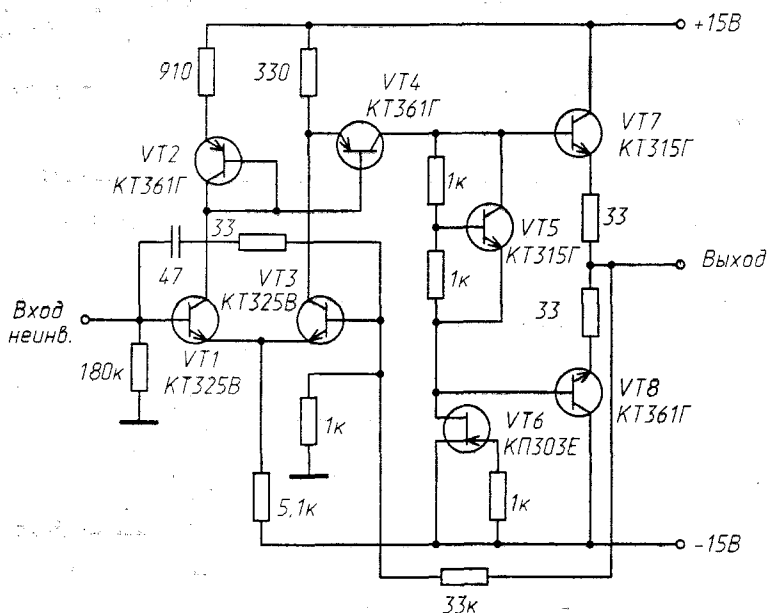 +15В
910
330
VT4
КТ361Г
VT7
КТ315Г
VT2
КТ361Г
1к
33
VT5
КТ315Г
33
47
VT3
КТ325В
1к
Выход
Вход
неинв.
33
180к
VT1
КТ325В
VT8
КТ361Г
VT6
КП303Е
1к
5,1к
1к
-15В
33к